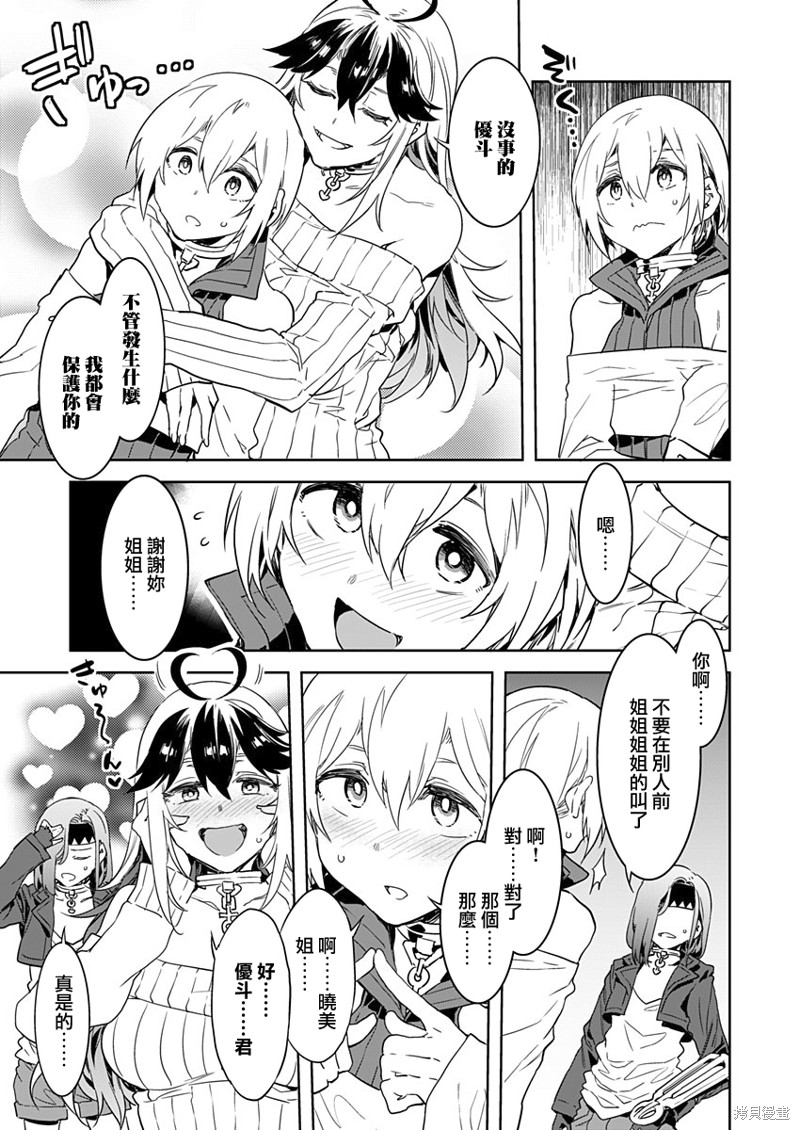 ぞく…
沒事的
優斗
ぎゅっ…
不管發生什麼
我都會
保護你的
嗯……
謝謝妳
姐姐……
你啊……
不要在別人前
姐姐姐姐的叫了
啊！
對……對了
那個……
那麼……
啊……曉美
姐……
きゅ〜ん♥
好……
優斗……君
真是的……
拷貝漫畫